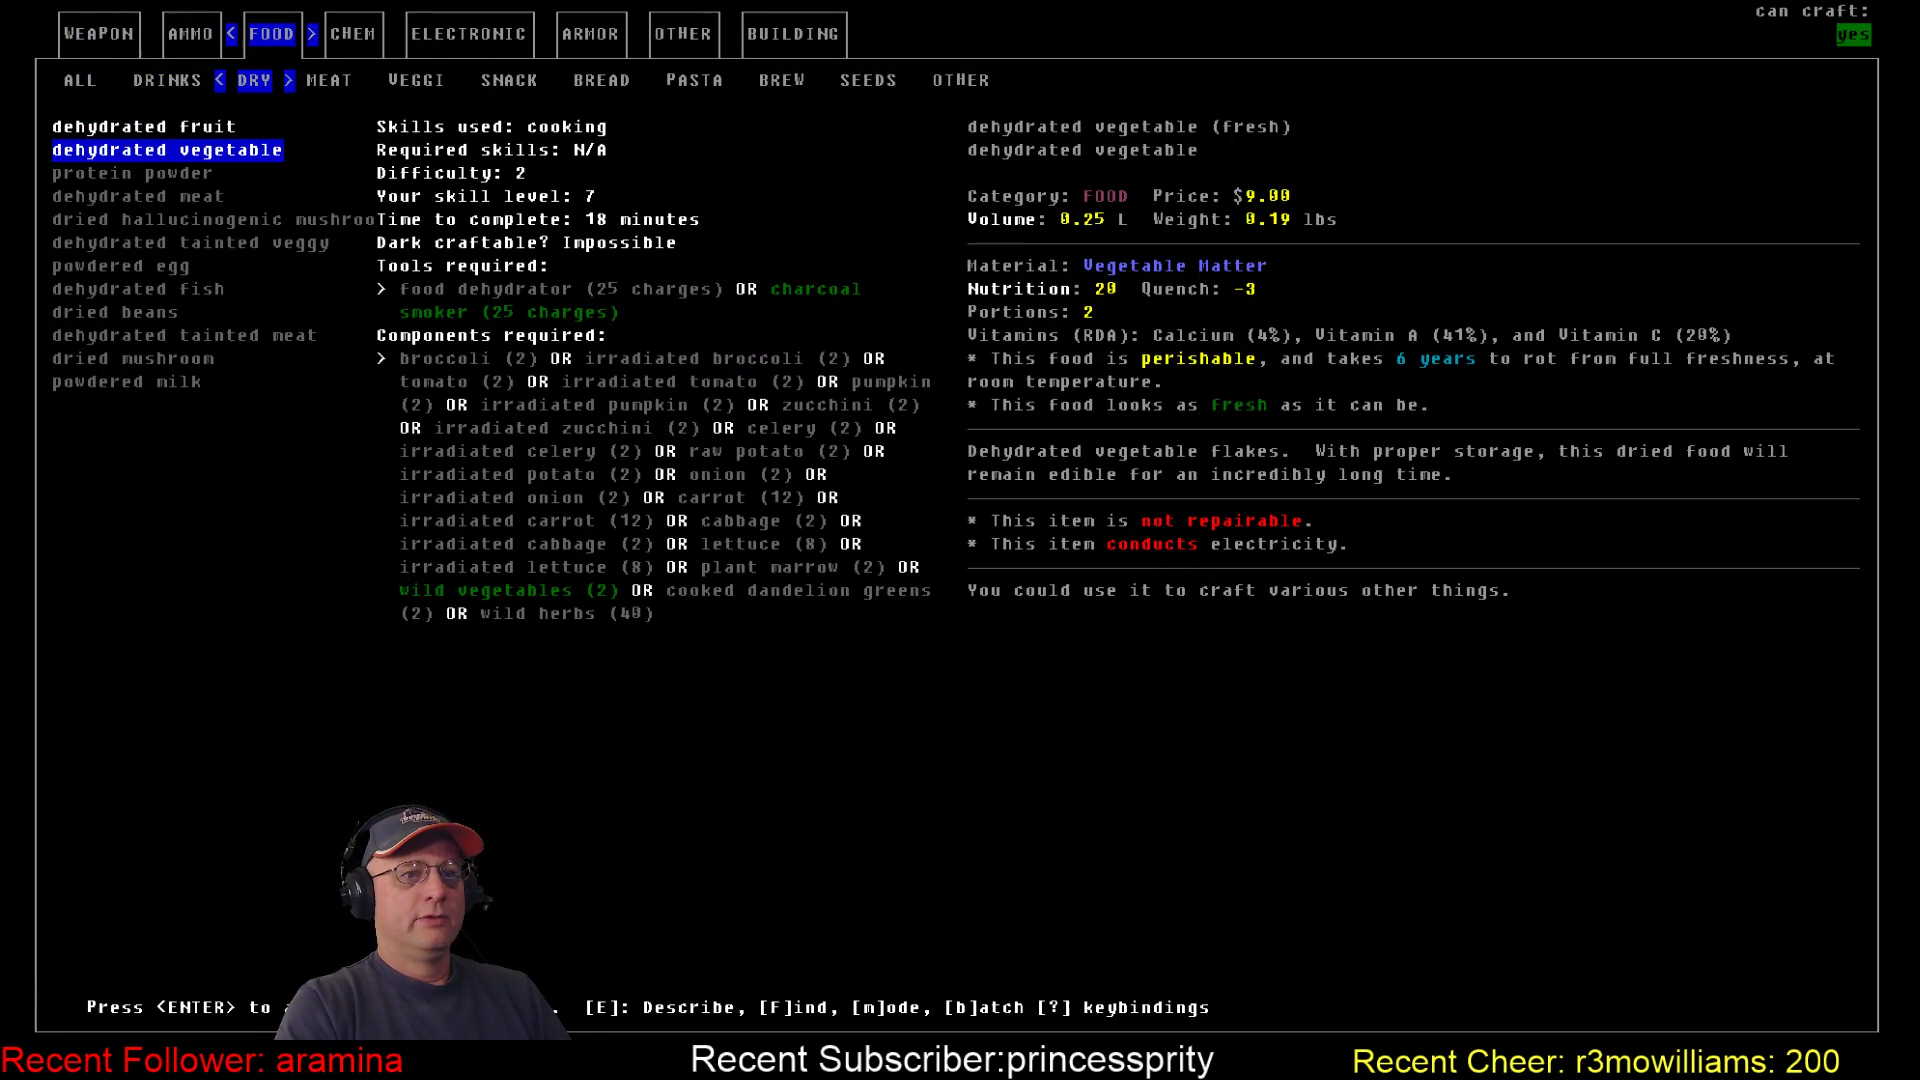 can craft:
WEAPON AMMO < FOOD > CHEM ELECTRONIC ARMOR OTHER BUILDING yes
ALL DRINKS < DRY > MEAT VEGGI SNACK BREAD PASTA BREW SEEDS OTHER
dehydrated fruit
dehydrated vegetable
protein powder
dehydrated meat
dried hallucinogenic mushroo
dehydrated tainted veggy
powdered egg
dehydrated fish
dried beans
dehydrated tainted meat
dried mushroom
powdered milk
Skills used: cooking
Required skills: N/A
Difficulty: 2
Your skill level: 7
Time to complete: 18 minutes
Dark craftable? Impossible
Tools required:
> food dehydrator (25 charges) OR charcoal
smoker (25 charges)
Components required:
> broccoli (2) OR irradiated broccoli (2) OR
tomato (2) OR irradiated tomato (2) OR pumpkin
(2) OR irradiated pumpkin (2) OR zucchini (2)
OR irradiated zucchini (2) OR celery (2) OR
irradiated celery (2) OR raw potato (2) OR
irradiated potato (2) OR onion (2) OR
irradiated onion (2) OR carrot (12) OR
irradiated carrot (12) OR cabbage (2) OR
irradiated cabbage (2) OR lettuce (8) OR
irradiated lettuce (8) OR plant marrow (2) OR
wild vegetables (2) OR cooked dandelion greens
(2) OR wild herbs (40)
dehydrated vegetable (fresh)
dehydrated vegetable
Category: FOOD Price: $9.00
Volume: 0.25 L Weight: 0.19 lbs
Material: Vegetable Matter
Nutrition: 20 Quench: -3
Portions: 2
Vitamins (RDA): Calcium (4%), Vitamin A (41%), and Vitamin C (20%)
* This food is perishable, and takes 6 years to rot from full freshness, at
room temperature.
* This food looks as fresh as it can be.
Dehydrated vegetable flakes. With proper storage, this dried food will
remain edible for an incredibly long time.
* This item is not repairable.
* This item conducts electricity.
You could use it to craft various other things.
Press <ENTER> to . [E]: Describe, [F]ind, [m]ode, [b]atch [?] keybindings
Recent Follower: aramina Recent Subscriber:princessprity Recent Cheer: r3mowilliams: 200